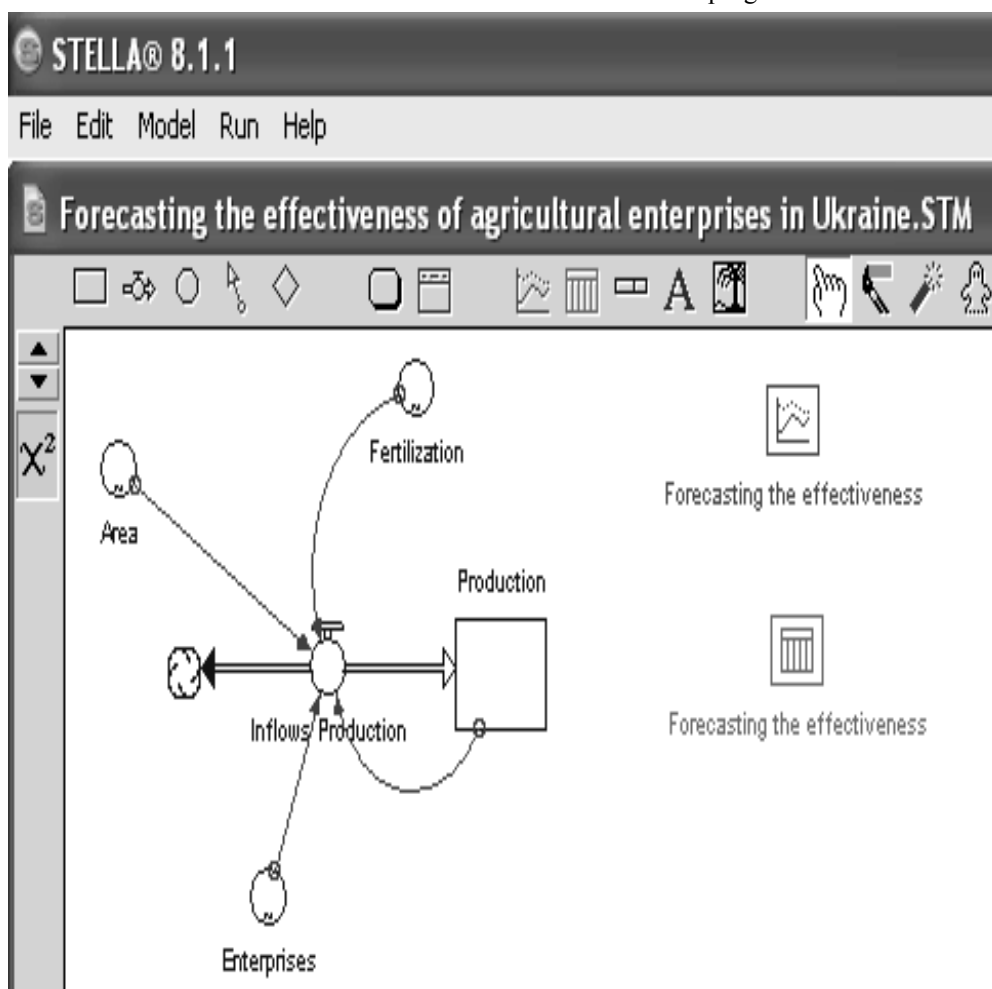 STELLA® 8.1.1
File Edit Model Run Help
Forecasting the effectiveness of agricultural enterprises in Ukraine.STM
A
X²
Fertilization
Area
Forecasting the effectiveness
Production
Inflows Production
Forecasting the effectiveness
Enterprises